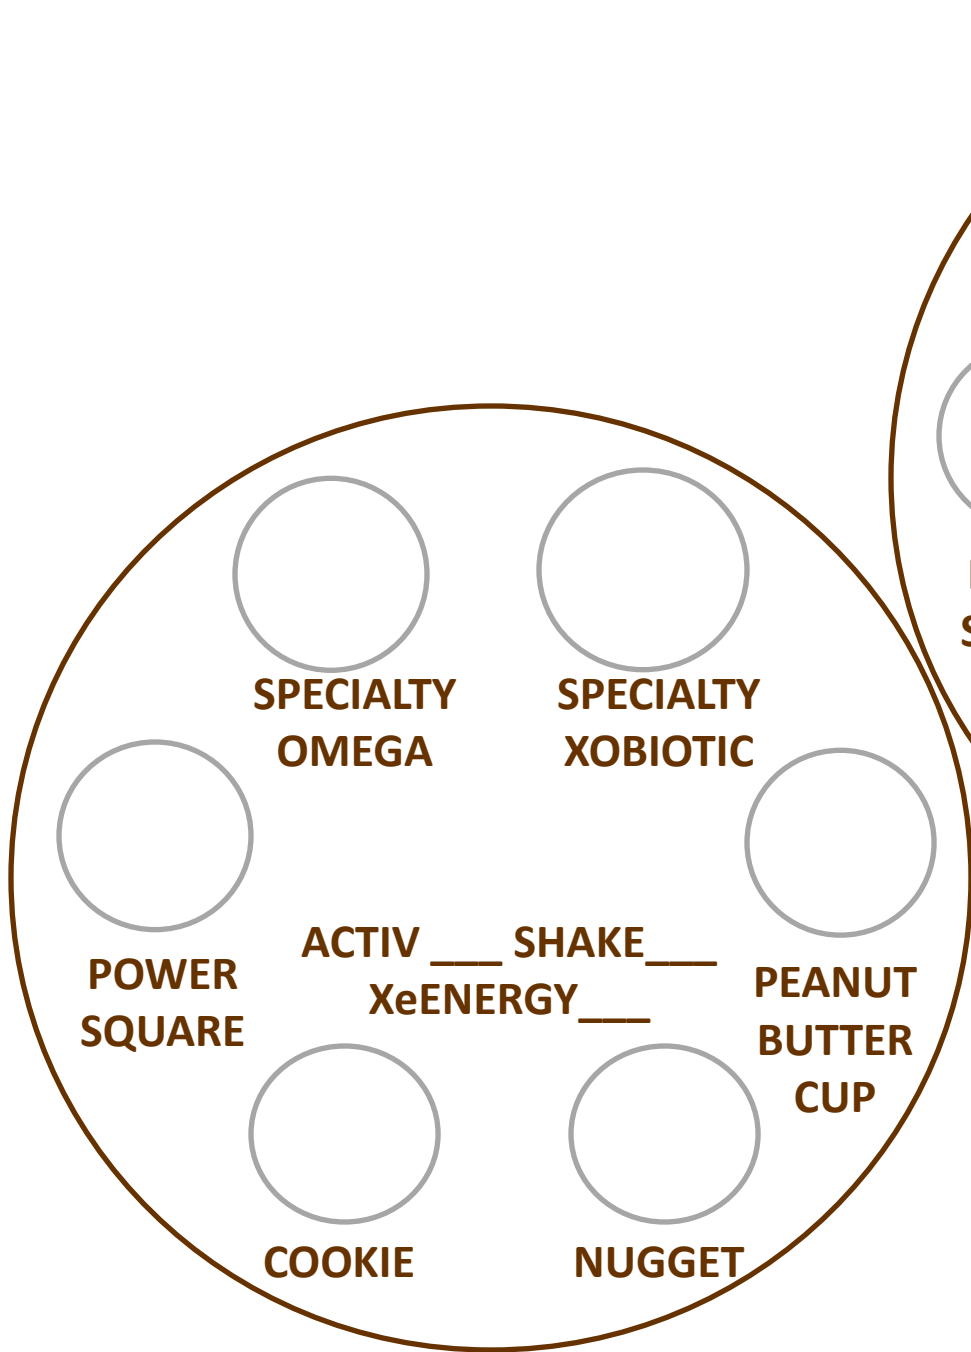 SPECIALTY
OMEGA
SPECIALTY
XOBIOTIC
ACTIV ___ SHAKE___
XeENERGY___
POWER
SQUARE
PEANUT
BUTTER
CUP
COOKIE
NUGGET